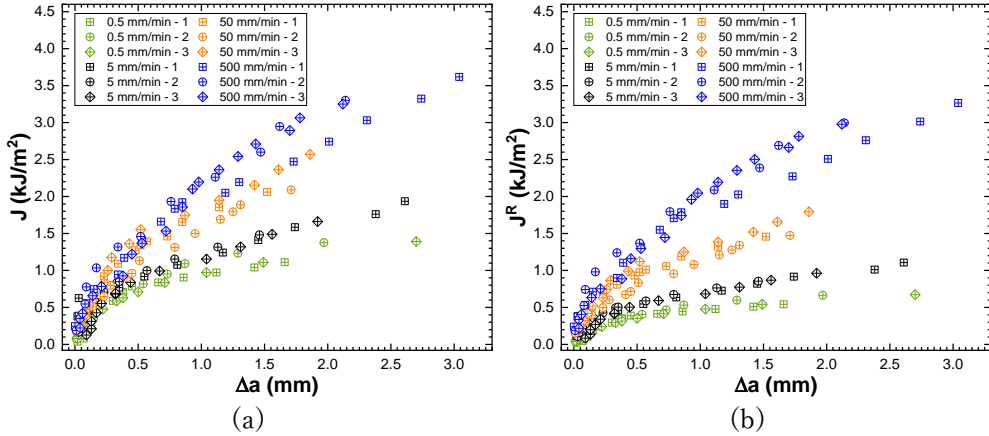 4.5
4.0
3.5
3.0
2.5
2.0
1.5
1.0
0.5
0.0
J (kJ/m²)
0.5 mm/min - 1
0.5 mm/min - 2
0.5 mm/min - 3
5 mm/min - 1
5 mm/min - 2
5 mm/min - 3
50 mm/min - 1
50 mm/min - 2
50 mm/min - 3
500 mm/min - 1
500 mm/min - 2
500 mm/min - 3
0.0 0.5 1.0 1.5 2.0 2.5 3.0
Δa (mm)
(a)
4.5
4.0
3.5
3.0
2.5
2.0
1.5
1.0
0.5
0.0
Jᴿ (kJ/m²)
0.5 mm/min - 1
0.5 mm/min - 2
0.5 mm/min - 3
5 mm/min - 1
5 mm/min - 2
5 mm/min - 3
50 mm/min - 1
50 mm/min - 2
50 mm/min - 3
500 mm/min - 1
500 mm/min - 2
500 mm/min - 3
0.0 0.5 1.0 1.5 2.0 2.5 3.0
Δa (mm)
(b)